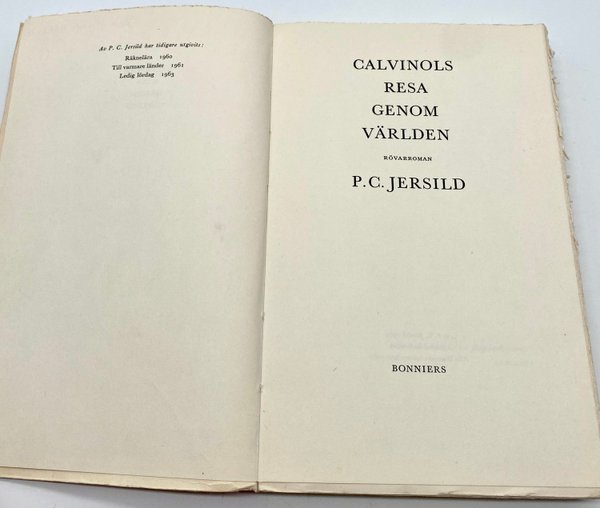 Av P. C. Jersild har tidigare utgivits:
Räknelära 1960
Till varmare länder 1961
Ledig lördag 1963
CALVINOLS
RESA
GENOM
VÄRLDEN
RÖVARROMAN
P. C. JERSILD
BONNIERS